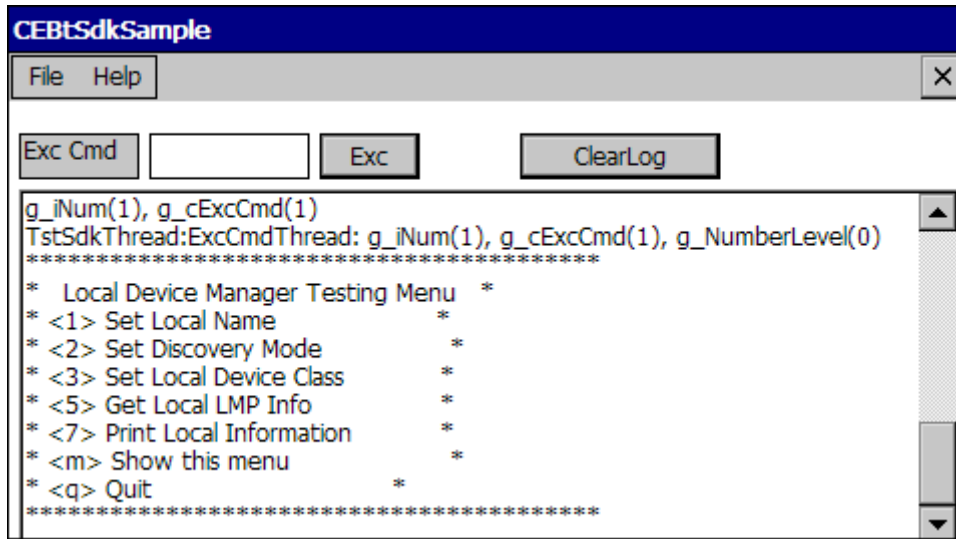 CEBtSdkSample
File Help
Exc Cmd Exc ClearLog
g_iNum(1), g_cExcCmd(1)
TstSdkThread:ExcCmdThread: g_iNum(1), g_cExcCmd(1), g_NumberLevel(0)
*****************************************
* Local Device Manager Testing Menu *
* <1> Set Local Name *
* <2> Set Discovery Mode *
* <3> Set Local Device Class *
* <5> Get Local LMP Info *
* <7> Print Local Information *
* <m> Show this menu *
* <q> Quit *
*****************************************